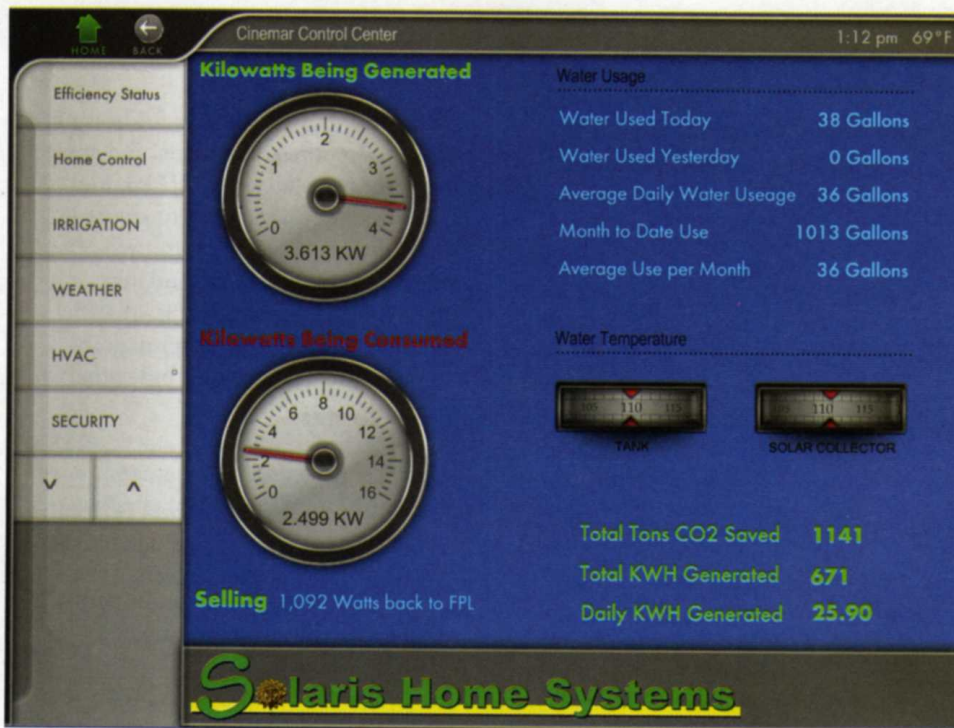 HOME BACK Cinemar Control Center 1:12 pm 69°F
Efficiency Status
Home Control
IRRIGATION
WEATHER
HVAC
SECURITY
v ^
Kilowatts Being Generated
0 1 2 3 4
3.613 KW
Kilowatts Being Consumed
0 2 4 6 8 10 12 14 16
2.499 KW
Selling 1,092 Watts back to FPL
Water Usage
Water Used Today 38 Gallons
Water Used Yesterday 0 Gallons
Average Daily Water Useage 36 Gallons
Month to Date Use 1013 Gallons
Average Use per Month 36 Gallons
Water Temperature
105 110 115
TANK
105 110 115
SOLAR COLLECTOR
Total Tons CO2 Saved 1141
Total KWH Generated 671
Daily KWH Generated 25.90
Solaris Home Systems